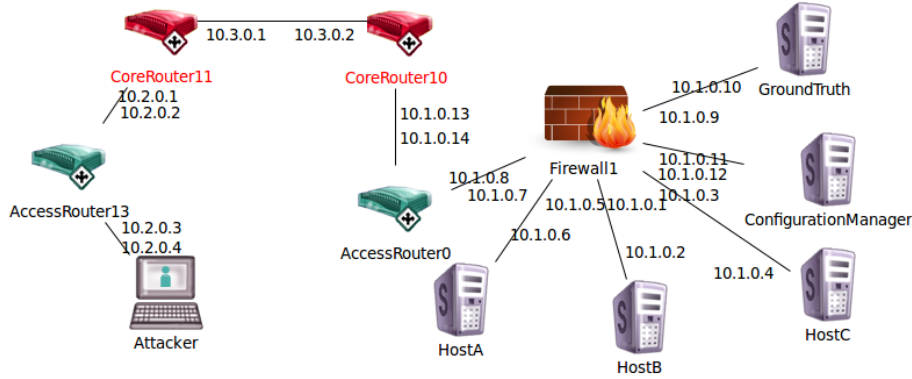 10.3.0.1
10.3.0.2
CoreRouter11
CoreRouter10
10.2.0.1
10.2.0.2
10.1.0.13
10.1.0.14
AccessRouter13
10.2.0.3
10.2.0.4
Attacker
AccessRouter0
10.1.0.8
10.1.0.7
Firewall1
10.1.0.10
10.1.0.9
GroundTruth
10.1.0.11
10.1.0.12
ConfigurationManager
10.1.0.5
10.1.0.1
10.1.0.3
10.1.0.6
10.1.0.2
10.1.0.4
HostA
HostB
HostC